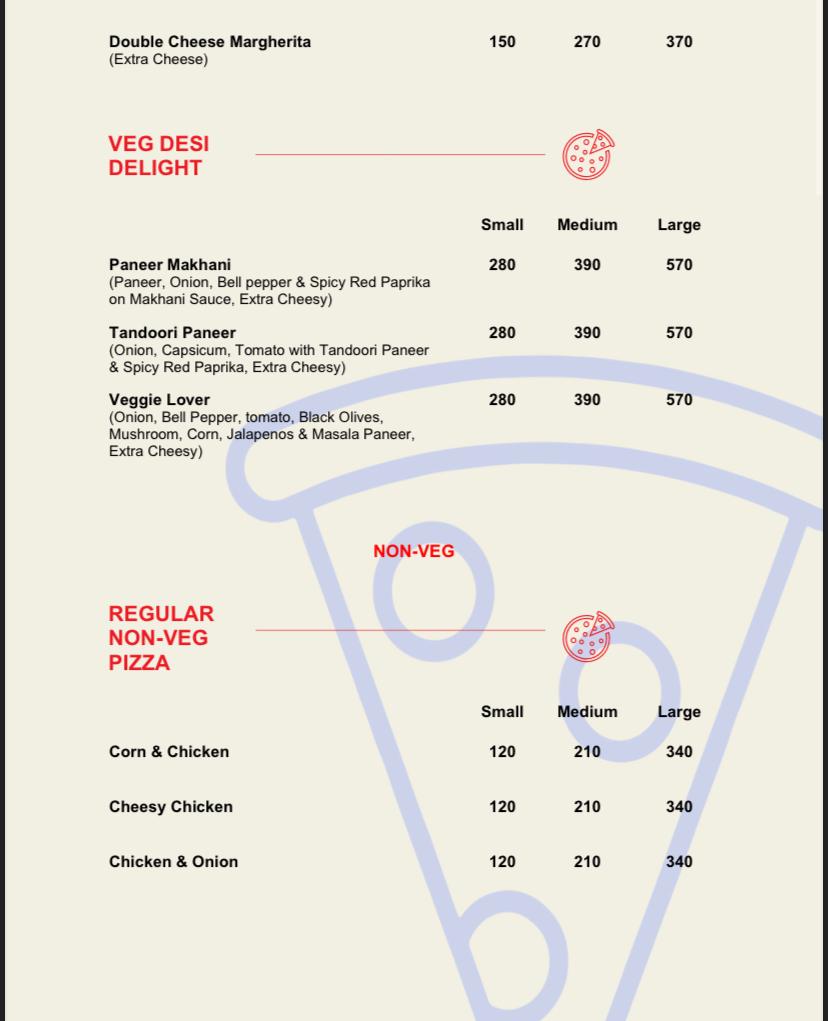 Double Cheese Margherita 150 270 370
(Extra Cheese)
VEG DESI
DELIGHT
Small Medium Large
Paneer Makhani 280 390 570
(Paneer, Onion, Bell pepper & Spicy Red Paprika
on Makhani Sauce, Extra Cheesy)
Tandoori Paneer 280 390 570
(Onion, Capsicum, Tomato with Tandoori Paneer
& Spicy Red Paprika, Extra Cheesy)
Veggie Lover 280 390 570
(Onion, Bell Pepper, tomato, Black Olives,
Mushroom, Corn, Jalapenos & Masala Paneer,
Extra Cheesy)
NON-VEG
REGULAR
NON-VEG
PIZZA
Small Medium Large
Corn & Chicken 120 210 340
Cheesy Chicken 120 210 340
Chicken & Onion 120 210 340